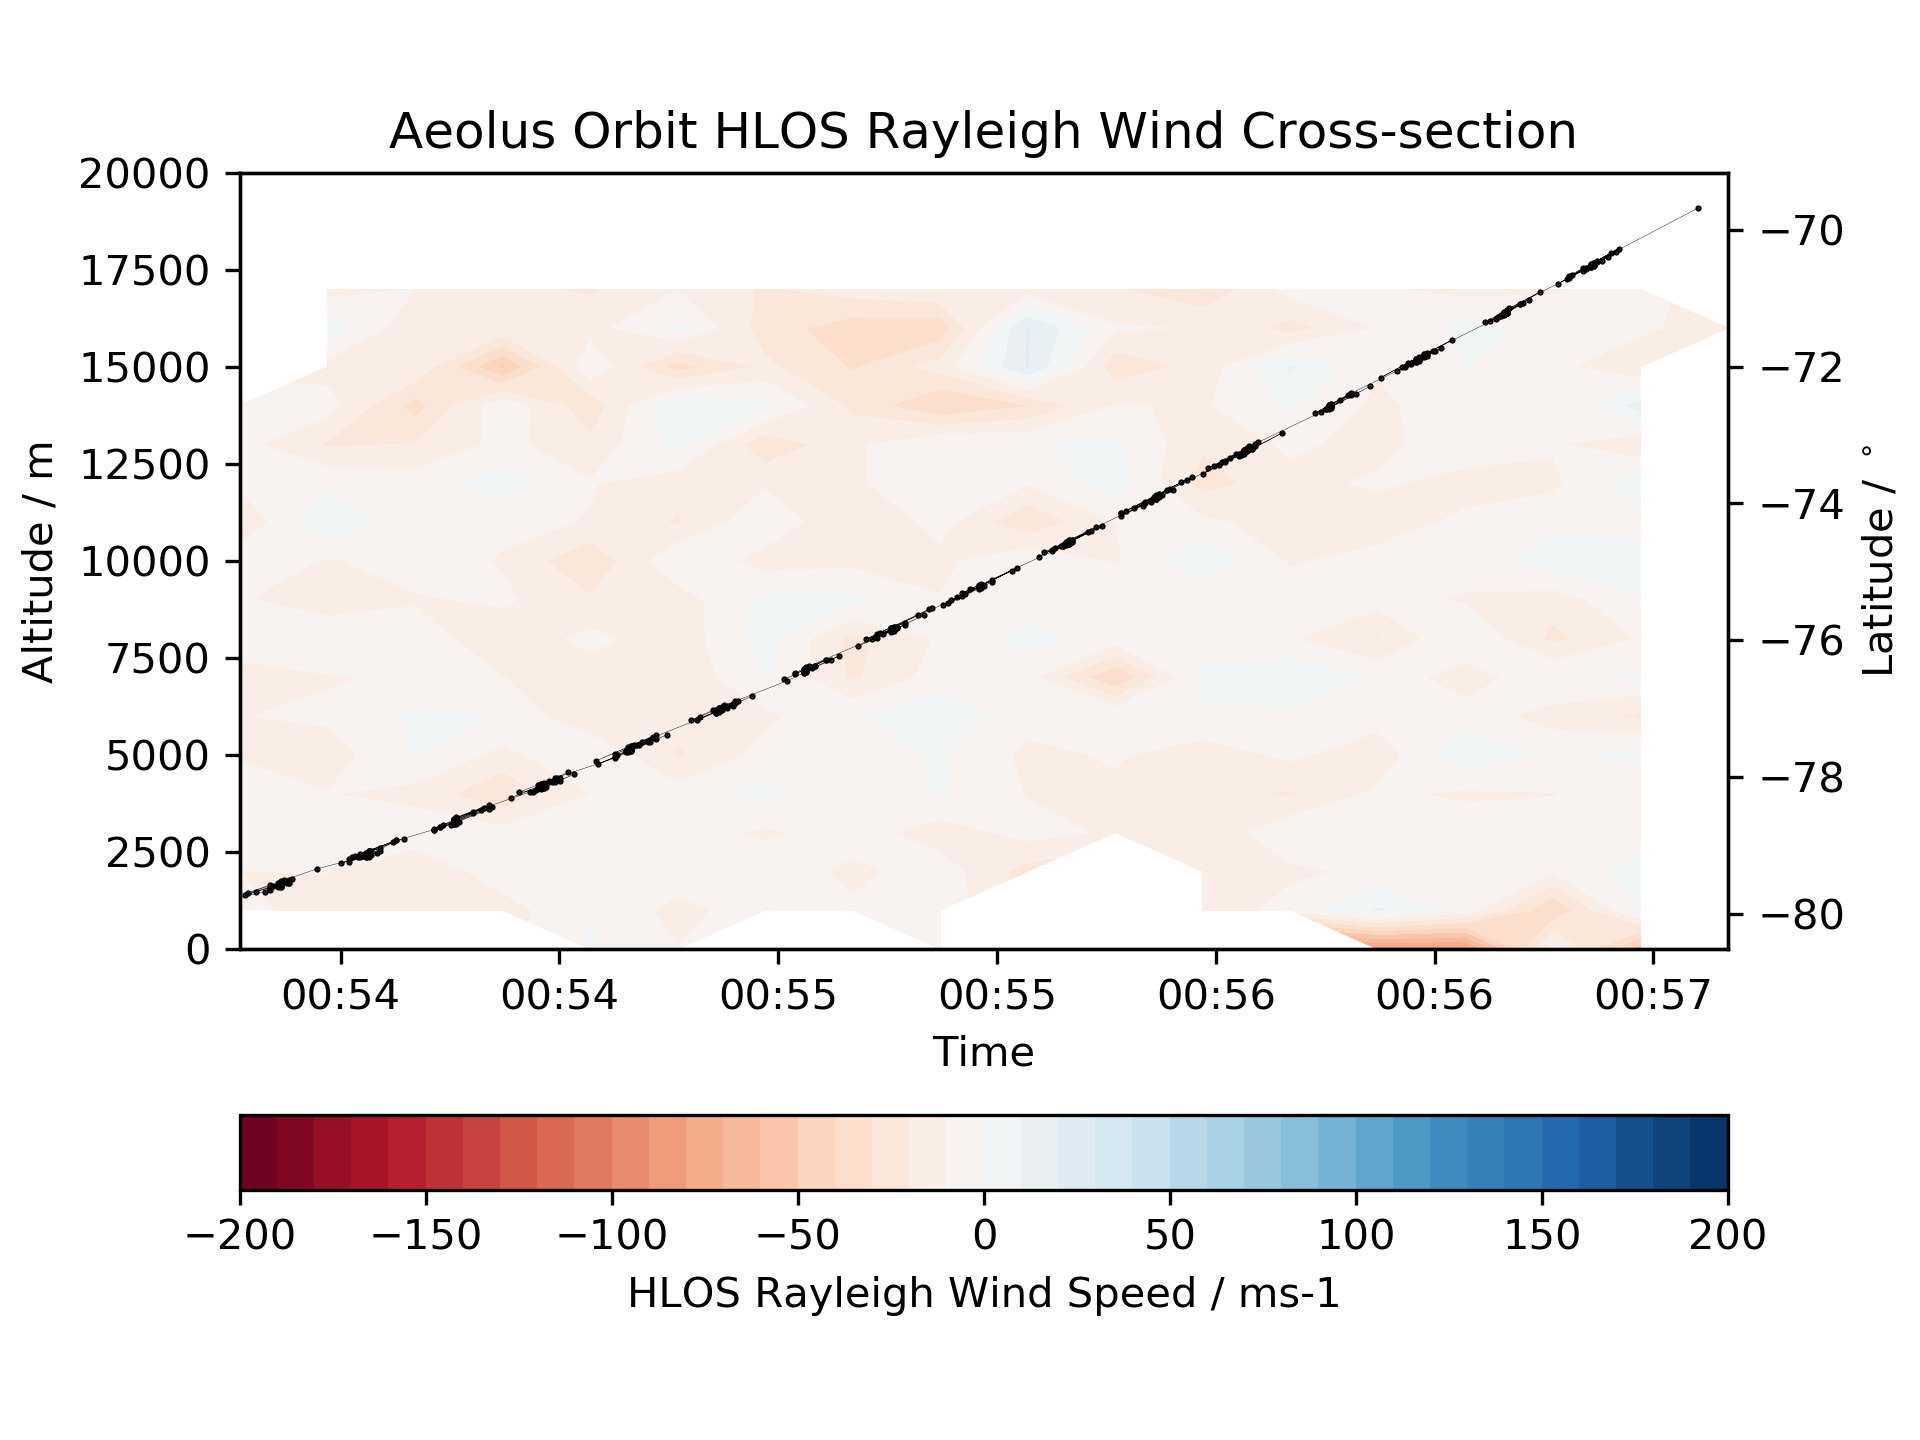 Aeolus Orbit HLOS Rayleigh Wind Cross-section
20000
17500
15000
12500
10000
7500
5000
2500
0
Altitude / m
−70
−72
−74
−76
−78
−80
Latitude / °
00:54 00:54 00:55 00:55 00:56 00:56 00:57
Time
−200 −150 −100 −50 0 50 100 150 200
HLOS Rayleigh Wind Speed / ms-1